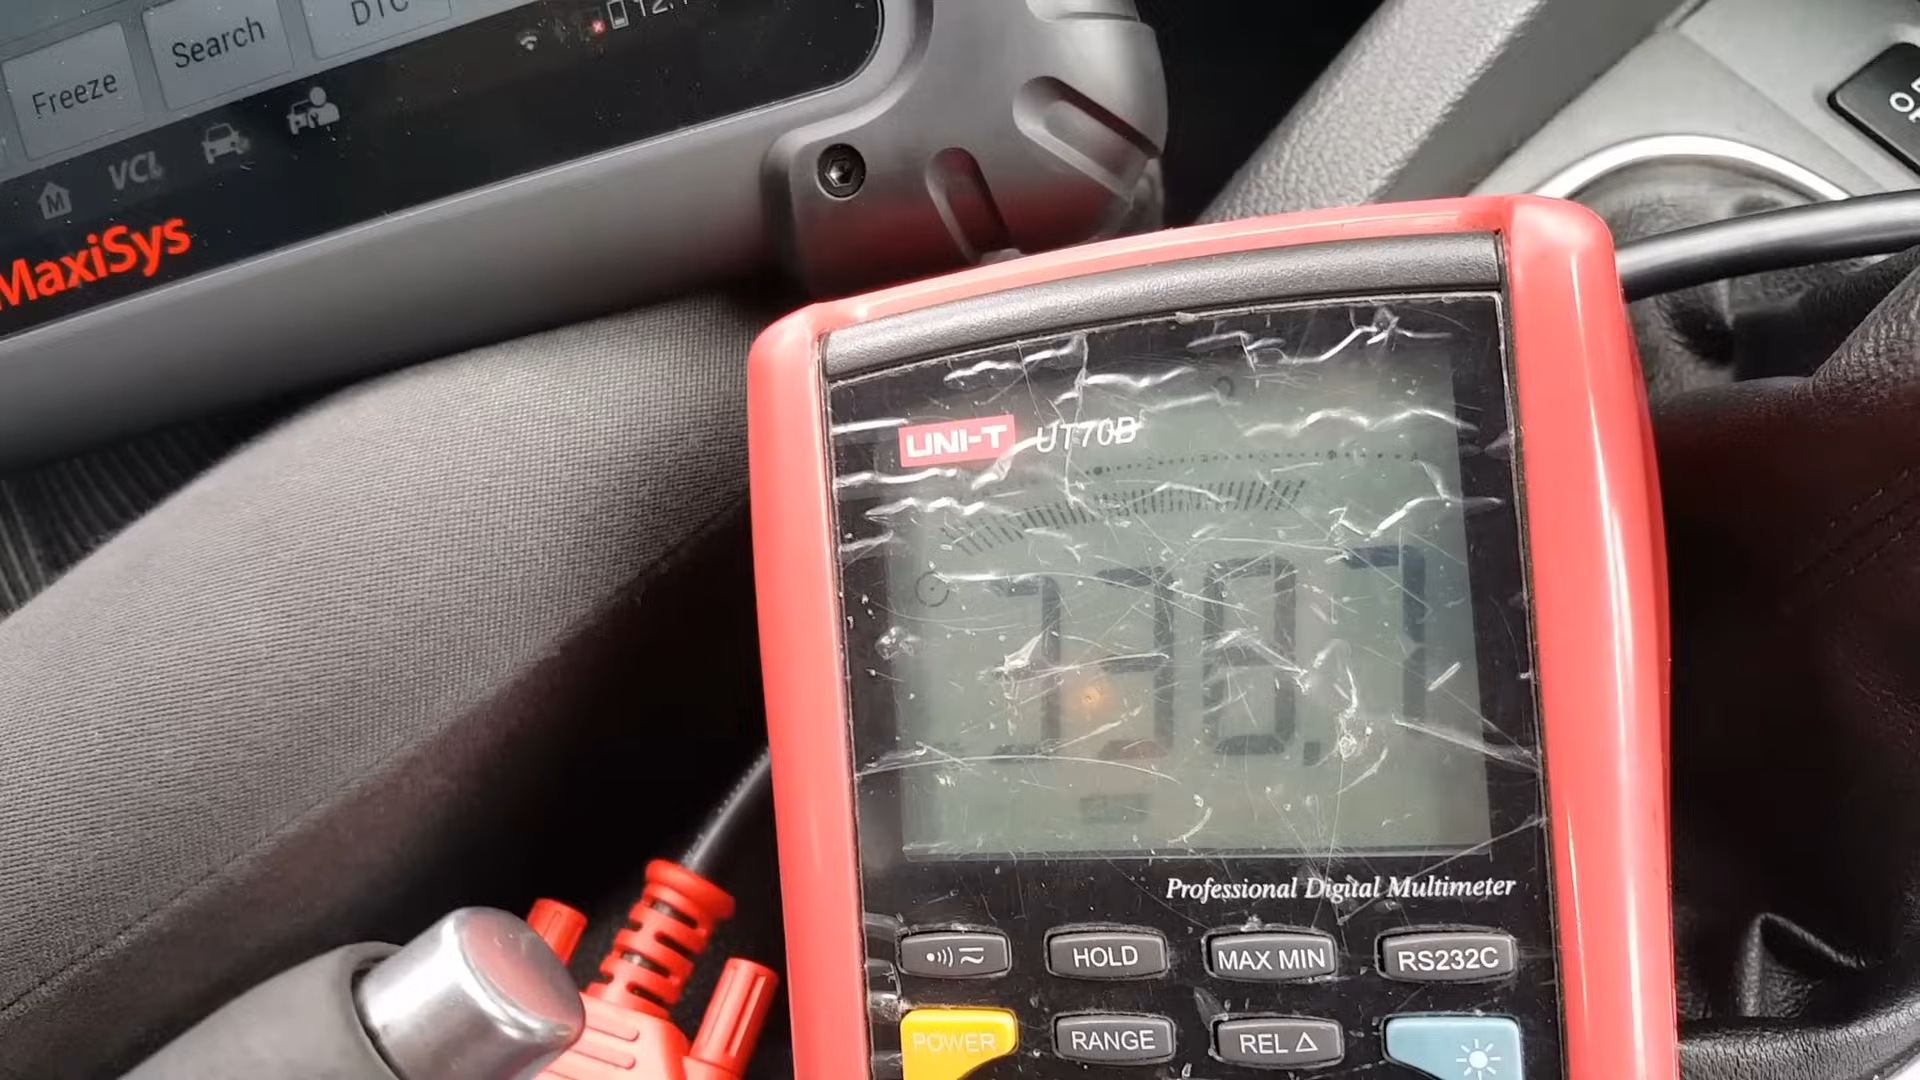 Freeze
Search
DTC
VCI
M
MaxiSys
UNI-T UT70B
Professional Digital Multimeter
HOLD
MAX MIN
RS232C
POWER
RANGE
REL △